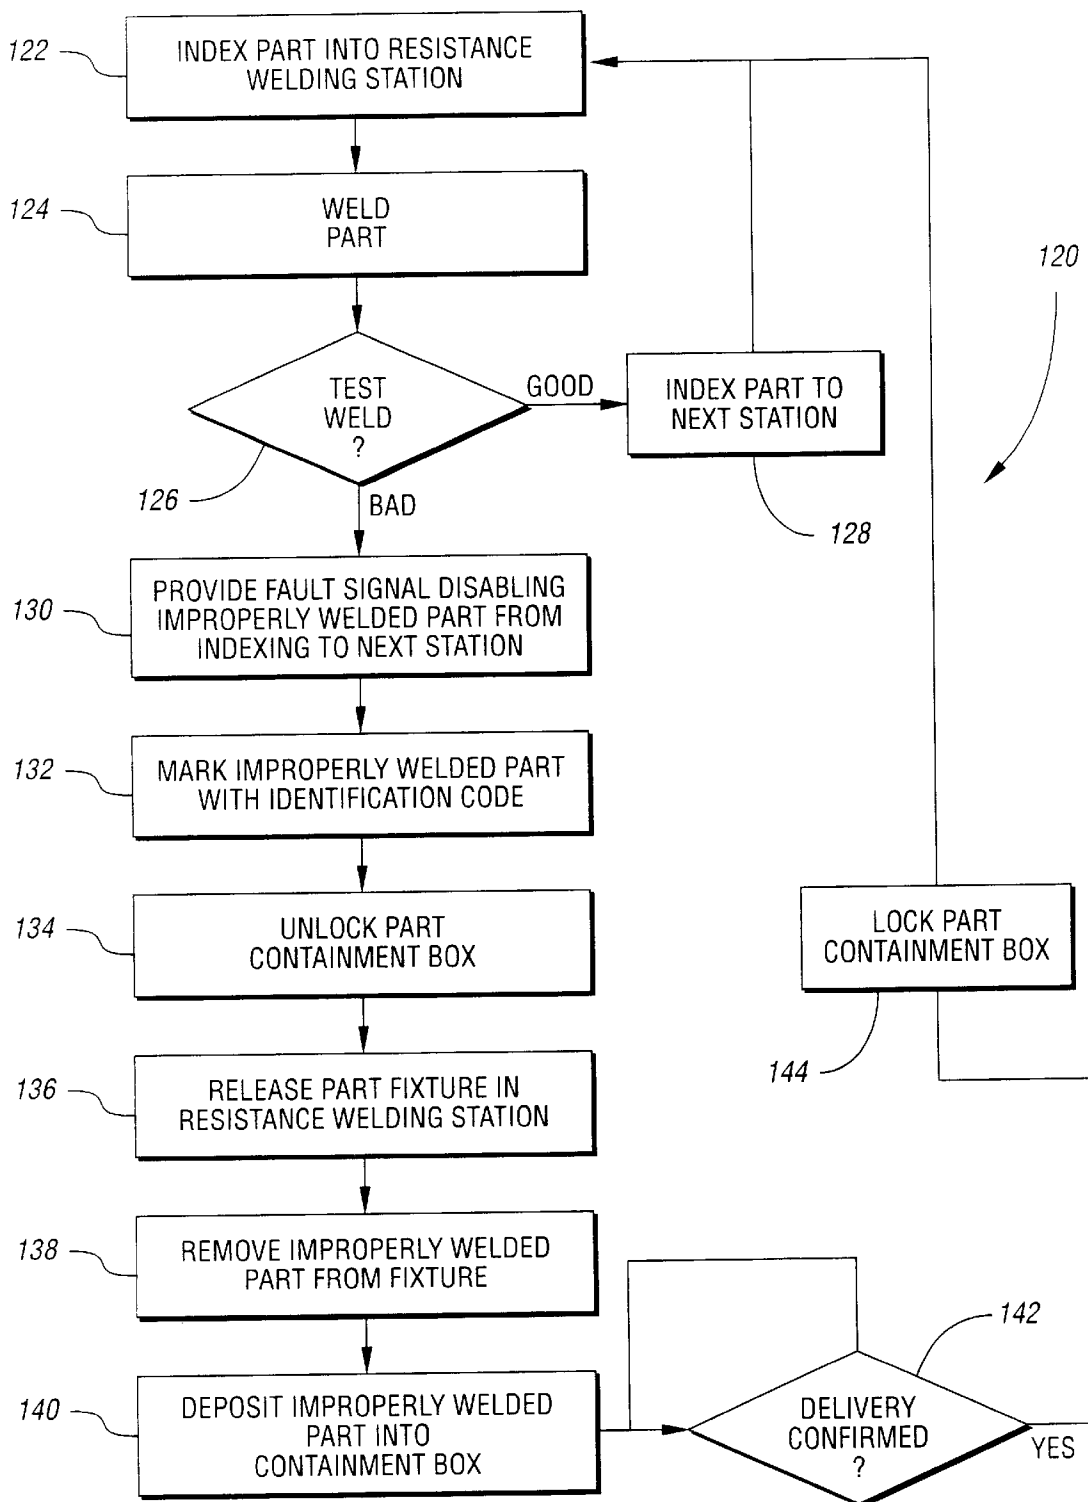 122
INDEX PART INTO RESISTANCE
WELDING STATION
124
WELD
PART
120
TEST
WELD
?
GOOD
INDEX PART TO
NEXT STATION
126
BAD
128
130
PROVIDE FAULT SIGNAL DISABLING
IMPROPERLY WELDED PART FROM
INDEXING TO NEXT STATION
132
MARK IMPROPERLY WELDED PART
WITH IDENTIFICATION CODE
134
UNLOCK PART
CONTAINMENT BOX
LOCK PART
CONTAINMENT BOX
144
136
RELEASE PART FIXTURE IN
RESISTANCE WELDING STATION
138
REMOVE IMPROPERLY WELDED
PART FROM FIXTURE
142
140
DEPOSIT IMPROPERLY WELDED
PART INTO
CONTAINMENT BOX
DELIVERY
CONFIRMED
?
YES